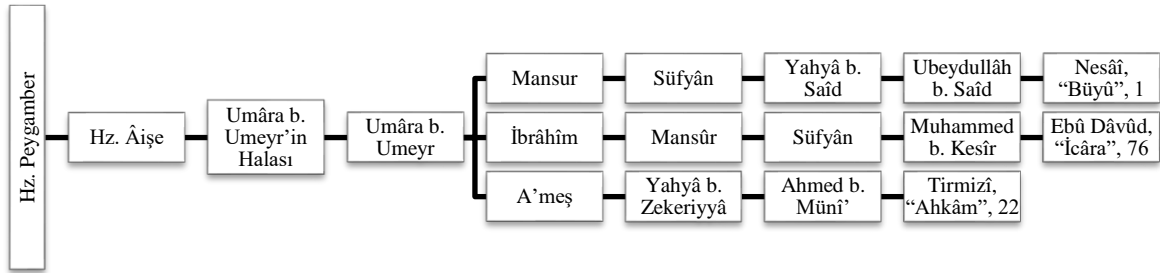 Hz. Peygamber
Hz. Âişe
Umâra b.
Umeyr’in
Halası
Umâra b.
Umeyr
Mansur
Süfyân
Yahyâ b.
Saîd
Ubeydullâh
b. Saîd
Nesâî,
“Büyû”, 1
İbrâhîm
Mansûr
Süfyân
Muhammed
b. Kesîr
Ebû Dâvûd,
“İcâra”, 76
A’meş
Yahyâ b.
Zekeriyyâ
Ahmed b.
Münî’
Tirmizî,
“Ahkâm”, 22